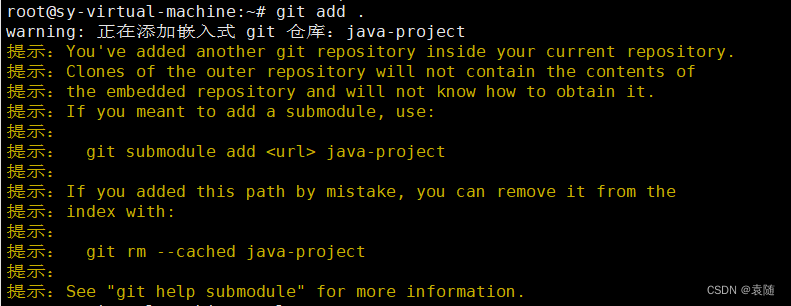 root@sy-virtual-machine:~# git add .
warning: 正在添加嵌入式 git 仓库：java-project
提示：You've added another git repository inside your current repository.
提示：Clones of the outer repository will not contain the contents of
提示：the embedded repository and will not know how to obtain it.
提示：If you meant to add a submodule, use:
提示：
提示：  git submodule add <url> java-project
提示：
提示：If you added this path by mistake, you can remove it from the
提示：index with:
提示：
提示：  git rm --cached java-project
提示：
提示：See "git help submodule" for more information.
CSDN @袁随